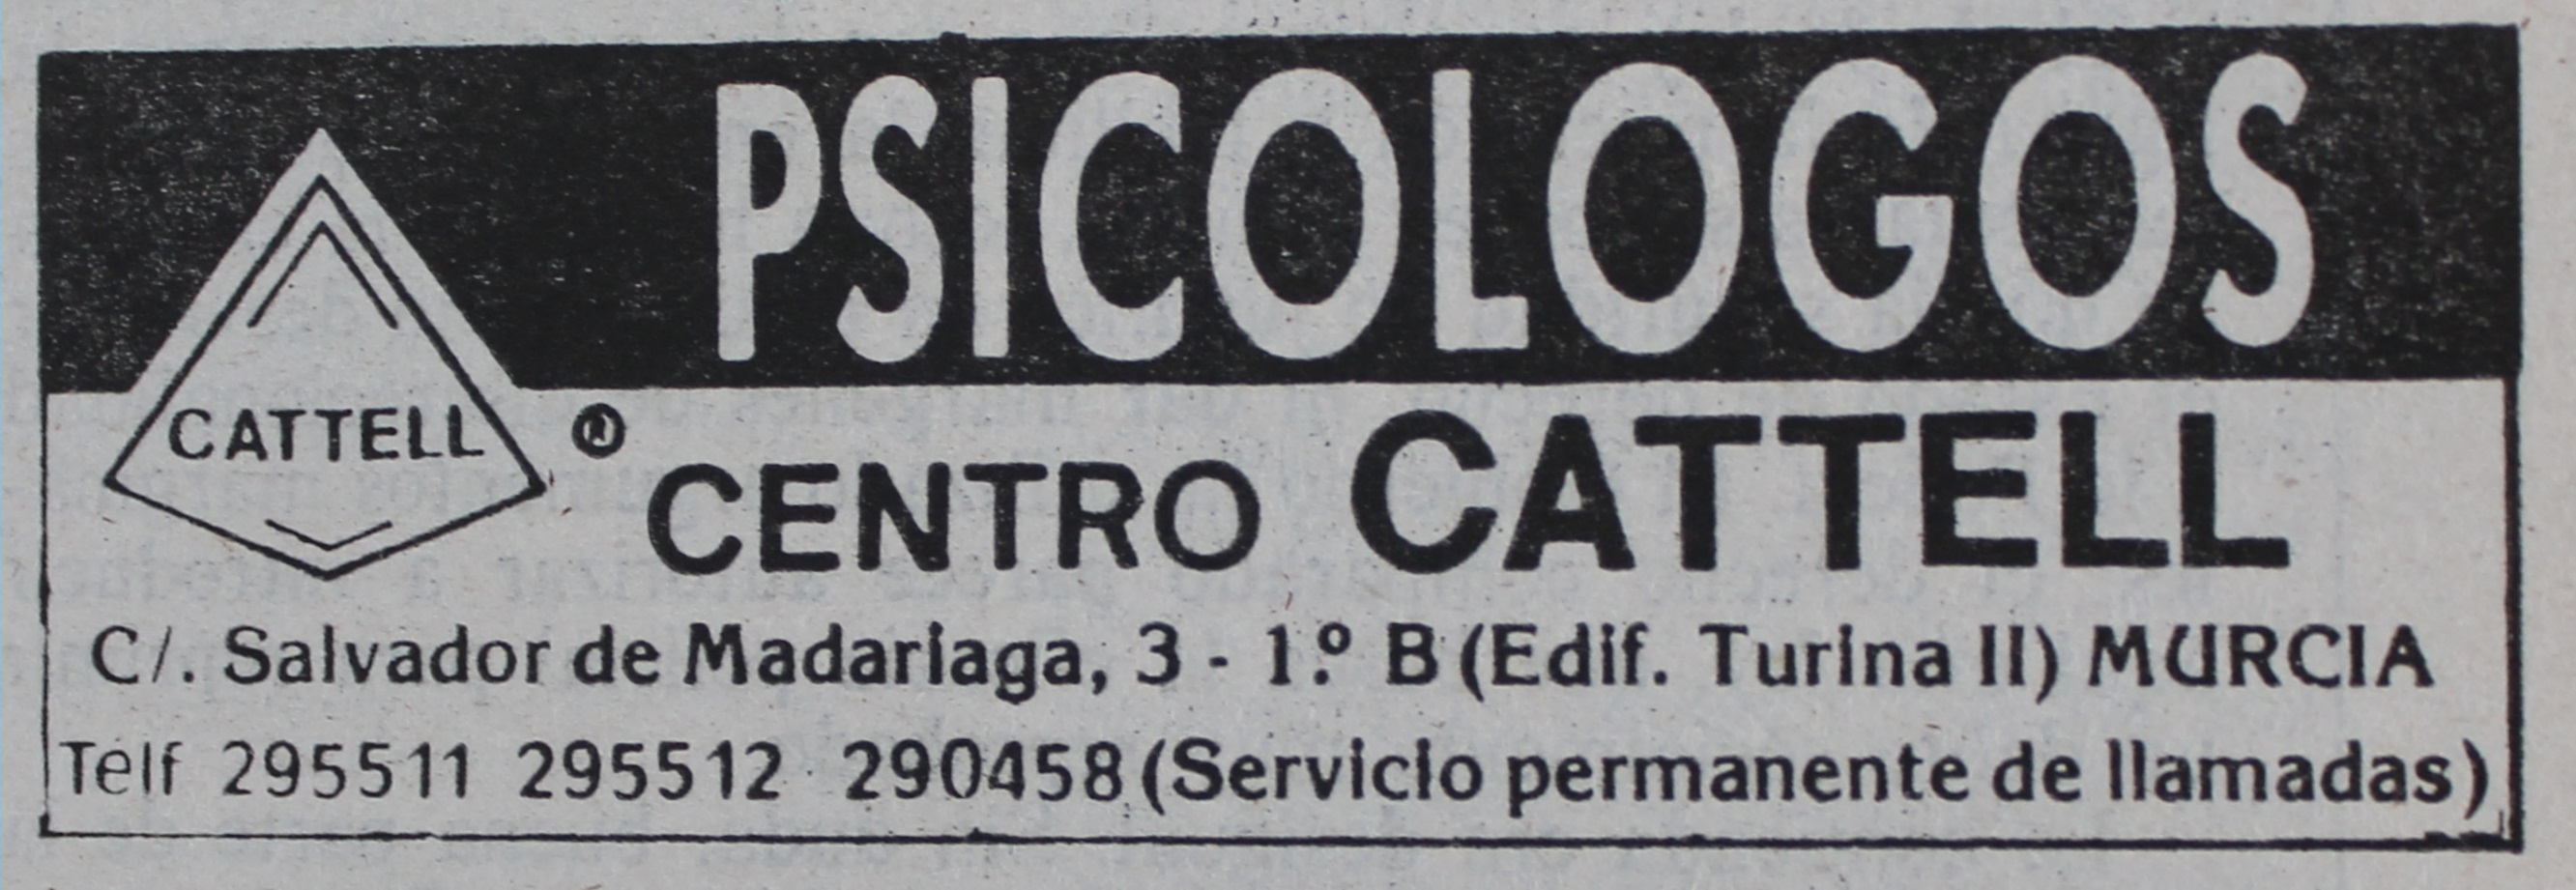 PSICOLOGOS
CATTELL ®
CENTRO CATTELL
C/. Salvador de Madariaga, 3 - 1.º B (Edif. Turina II) MURCIA
Telf 295511 295512 290458 (Servicio permanente de llamadas)